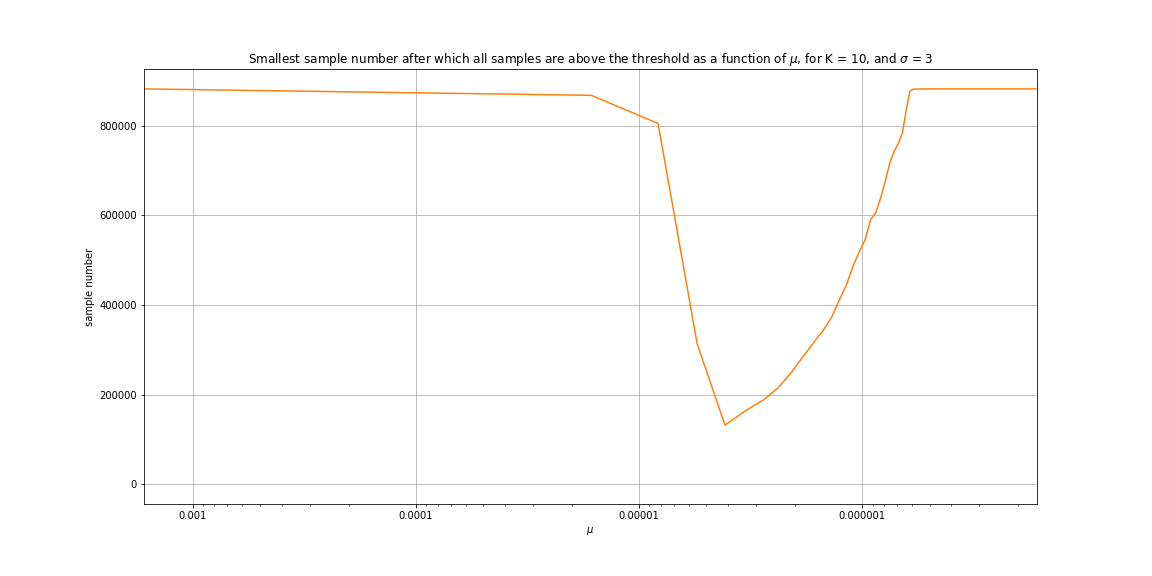 Smallest sample number after which all samples are above the threshold as a function of μ, for K = 10, and σ = 3
sample number
800000
600000
400000
200000
0
0.001 0.0001 0.00001 0.000001
μ